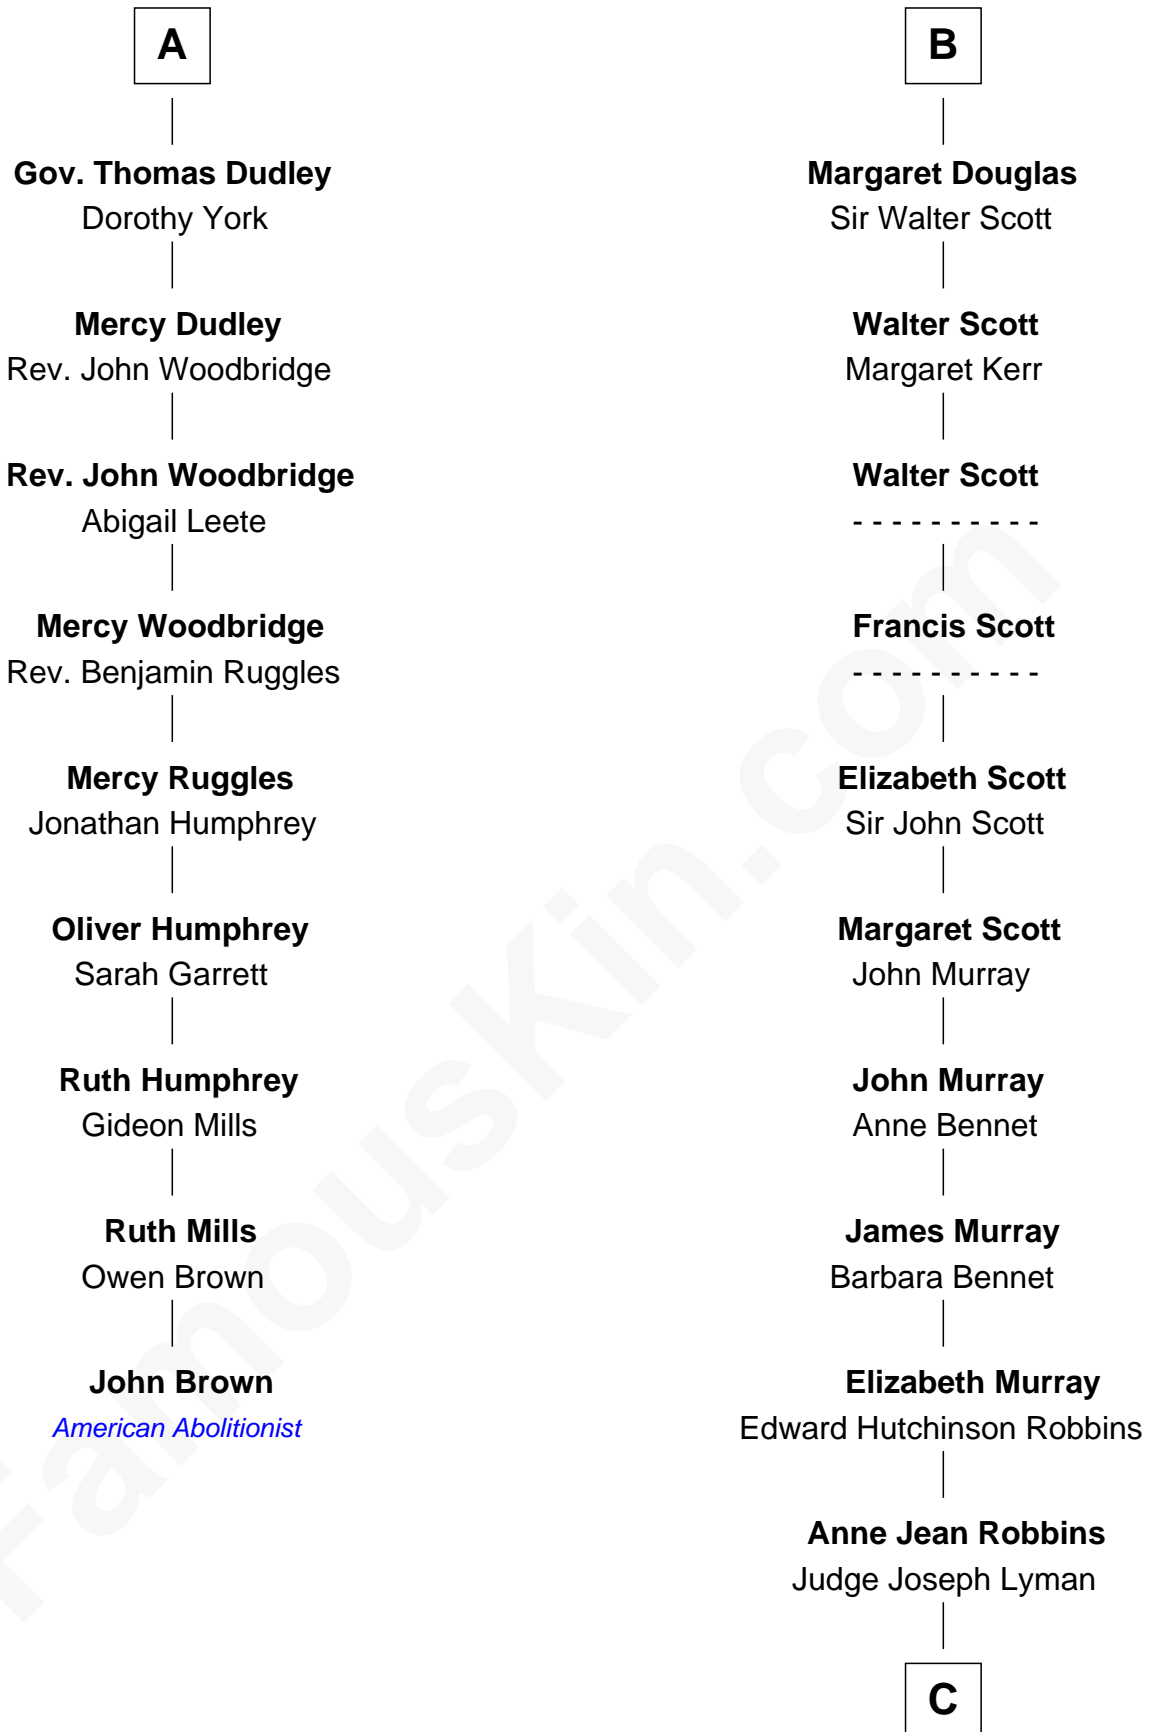 A
Gov. Thomas Dudley
Dorothy York
Mercy Dudley
Rev. John Woodbridge
Rev. John Woodbridge
Abigail Leete
Mercy Woodbridge
Rev. Benjamin Ruggles
Mercy Ruggles
Jonathan Humphrey
Oliver Humphrey
Sarah Garrett
Ruth Humphrey
Gideon Mills
Ruth Mills
Owen Brown
John Brown
American Abolitionist
B
Margaret Douglas
Sir Walter Scott
Walter Scott
Margaret Kerr
Walter Scott
- - - - - - - - - -
Francis Scott
- - - - - - - - - -
Elizabeth Scott
Sir John Scott
Margaret Scott
John Murray
John Murray
Anne Bennet
James Murray
Barbara Bennet
Elizabeth Murray
Edward Hutchinson Robbins
Anne Jean Robbins
Judge Joseph Lyman
C
FamousKin.com